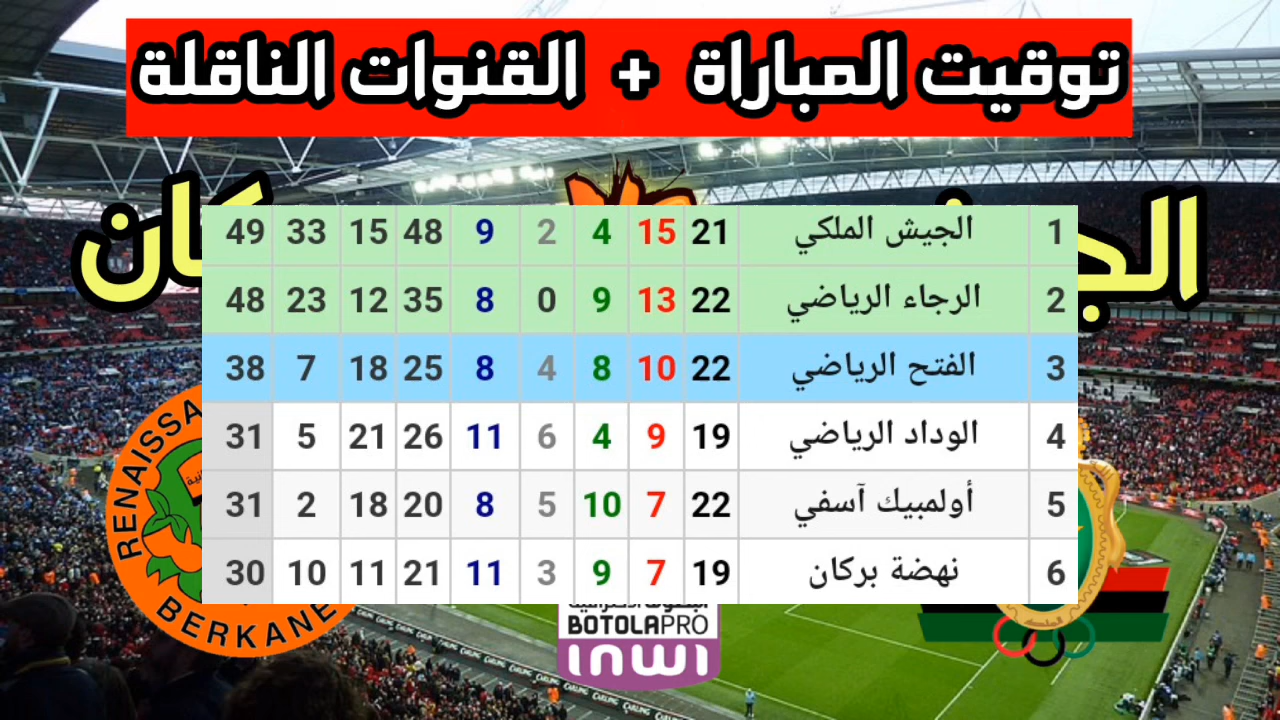 توقيت المباراة + القنوات الناقلة
1 الجيش الملكي 21 15 4 2 9 48 15 33 49
2 الرجاء الرياضي 22 13 9 0 8 35 12 23 48
3 الفتح الرياضي 22 10 8 4 8 25 18 7 38
4 الوداد الرياضي 19 9 4 6 11 26 21 5 31
5 أولمبيك آسفي 22 7 10 5 8 20 18 2 31
6 نهضة بركان 19 7 9 3 11 21 11 10 30
RENAISSA
BERKANE
BOTOLAPRO
inwi